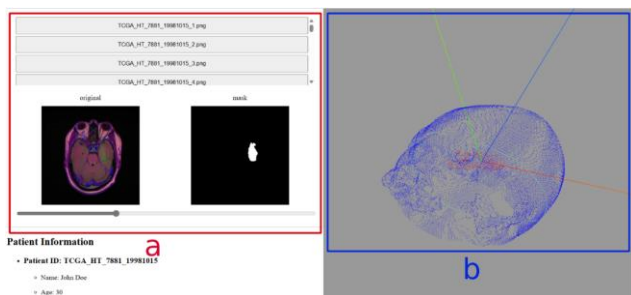 TCGA_HT_7881_19981015_1.png
TCGA_HT_7881_19981015_2.png
TCGA_HT_7881_19981015_3.png
TCGA_HT_7881_19981015_4.png
original mask
a
Patient Information
• Patient ID: TCGA_HT_7881_19981015
○ Name: John Doe
○ Age: 30
b